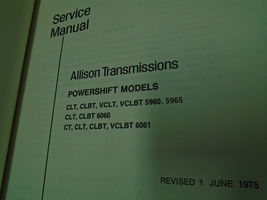 Service
Manual
Allison Transmissions
POWERSHIFT MODELS
CLT, CLBT, VCLT, VCLBT 5960, 5965
CLT, CLBT 6060
CT, CLT, CLBT, VCLBT 6061
REVISED 1 JUNE 1975